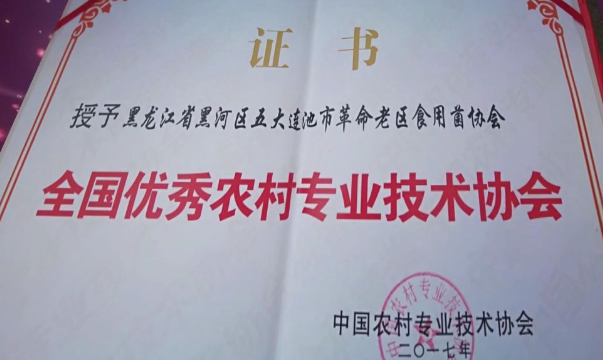 证书
授予黑龙江省黑河区五大连池市革命老区食用菌协会
全国优秀农村专业技术协会
中国农村专业技术协会
二〇一七年